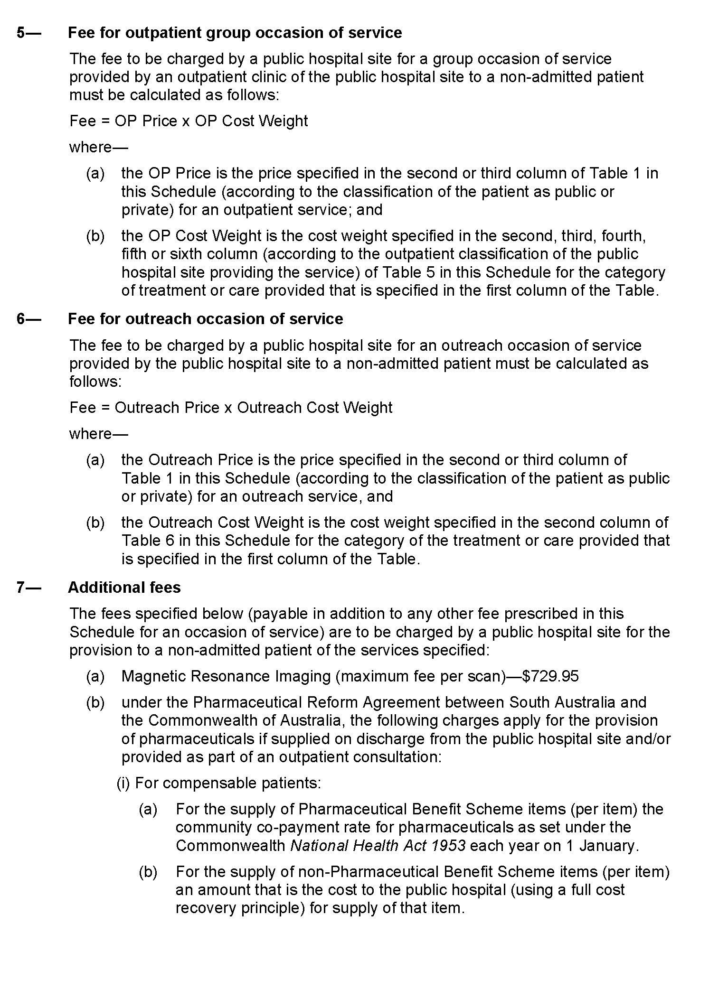 5— Fee for outpatient group occasion of service
The fee to be charged by a public hospital site for a group occasion of service
provided by an outpatient clinic of the public hospital site to a non-admitted patient
must be calculated as follows:
Fee = OP Price x OP Cost Weight
where—
(a) the OP Price is the price specified in the second or third column of Table 1 in
this Schedule (according to the classification of the patient as public or
private) for an outpatient service; and
(b) the OP Cost Weight is the cost weight specified in the second, third, fourth,
fifth or sixth column (according to the outpatient classification of the public
hospital site providing the service) of Table 5 in this Schedule for the category
of treatment or care provided that is specified in the first column of the Table.
6— Fee for outreach occasion of service
The fee to be charged by a public hospital site for an outreach occasion of service
provided by the public hospital site to a non-admitted patient must be calculated as
follows:
Fee = Outreach Price x Outreach Cost Weight
where—
(a) the Outreach Price is the price specified in the second or third column of
Table 1 in this Schedule (according to the classification of the patient as public
or private) for an outreach service, and
(b) the Outreach Cost Weight is the cost weight specified in the second column of
Table 6 in this Schedule for the category of the treatment or care provided that
is specified in the first column of the Table.
7— Additional fees
The fees specified below (payable in addition to any other fee prescribed in this
Schedule for an occasion of service) are to be charged by a public hospital site for the
provision to a non-admitted patient of the services specified:
(a) Magnetic Resonance Imaging (maximum fee per scan)—$729.95
(b) under the Pharmaceutical Reform Agreement between South Australia and
the Commonwealth of Australia, the following charges apply for the provision
of pharmaceuticals if supplied on discharge from the public hospital site and/or
provided as part of an outpatient consultation:
(i) For compensable patients:
(a) For the supply of Pharmaceutical Benefit Scheme items (per item) the
community co-payment rate for pharmaceuticals as set under the
Commonwealth National Health Act 1953 each year on 1 January.
(b) For the supply of non-Pharmaceutical Benefit Scheme items (per item)
an amount that is the cost to the public hospital (using a full cost
recovery principle) for supply of that item.